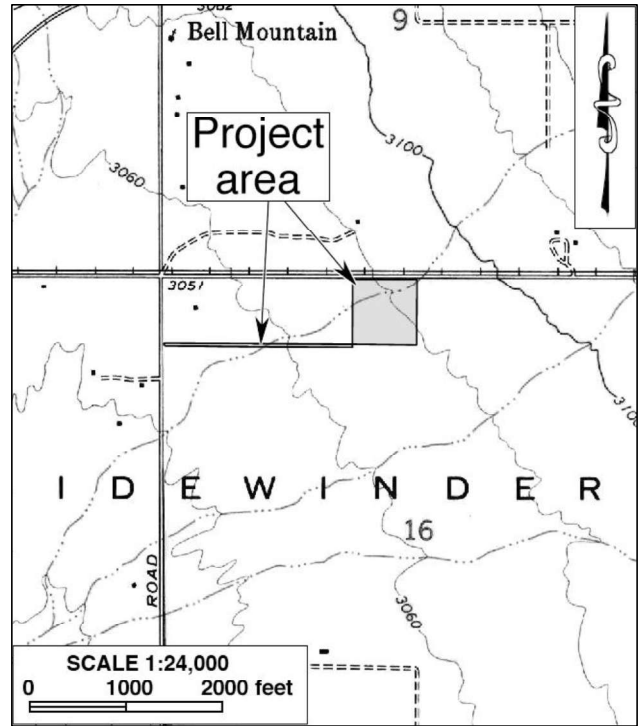 3082
Bell Mountain
9
Project
area
3100
3060
3051
3100
I D E W I N D E R
16
ROAD
3060
SCALE 1:24,000
0 1000 2000 feet